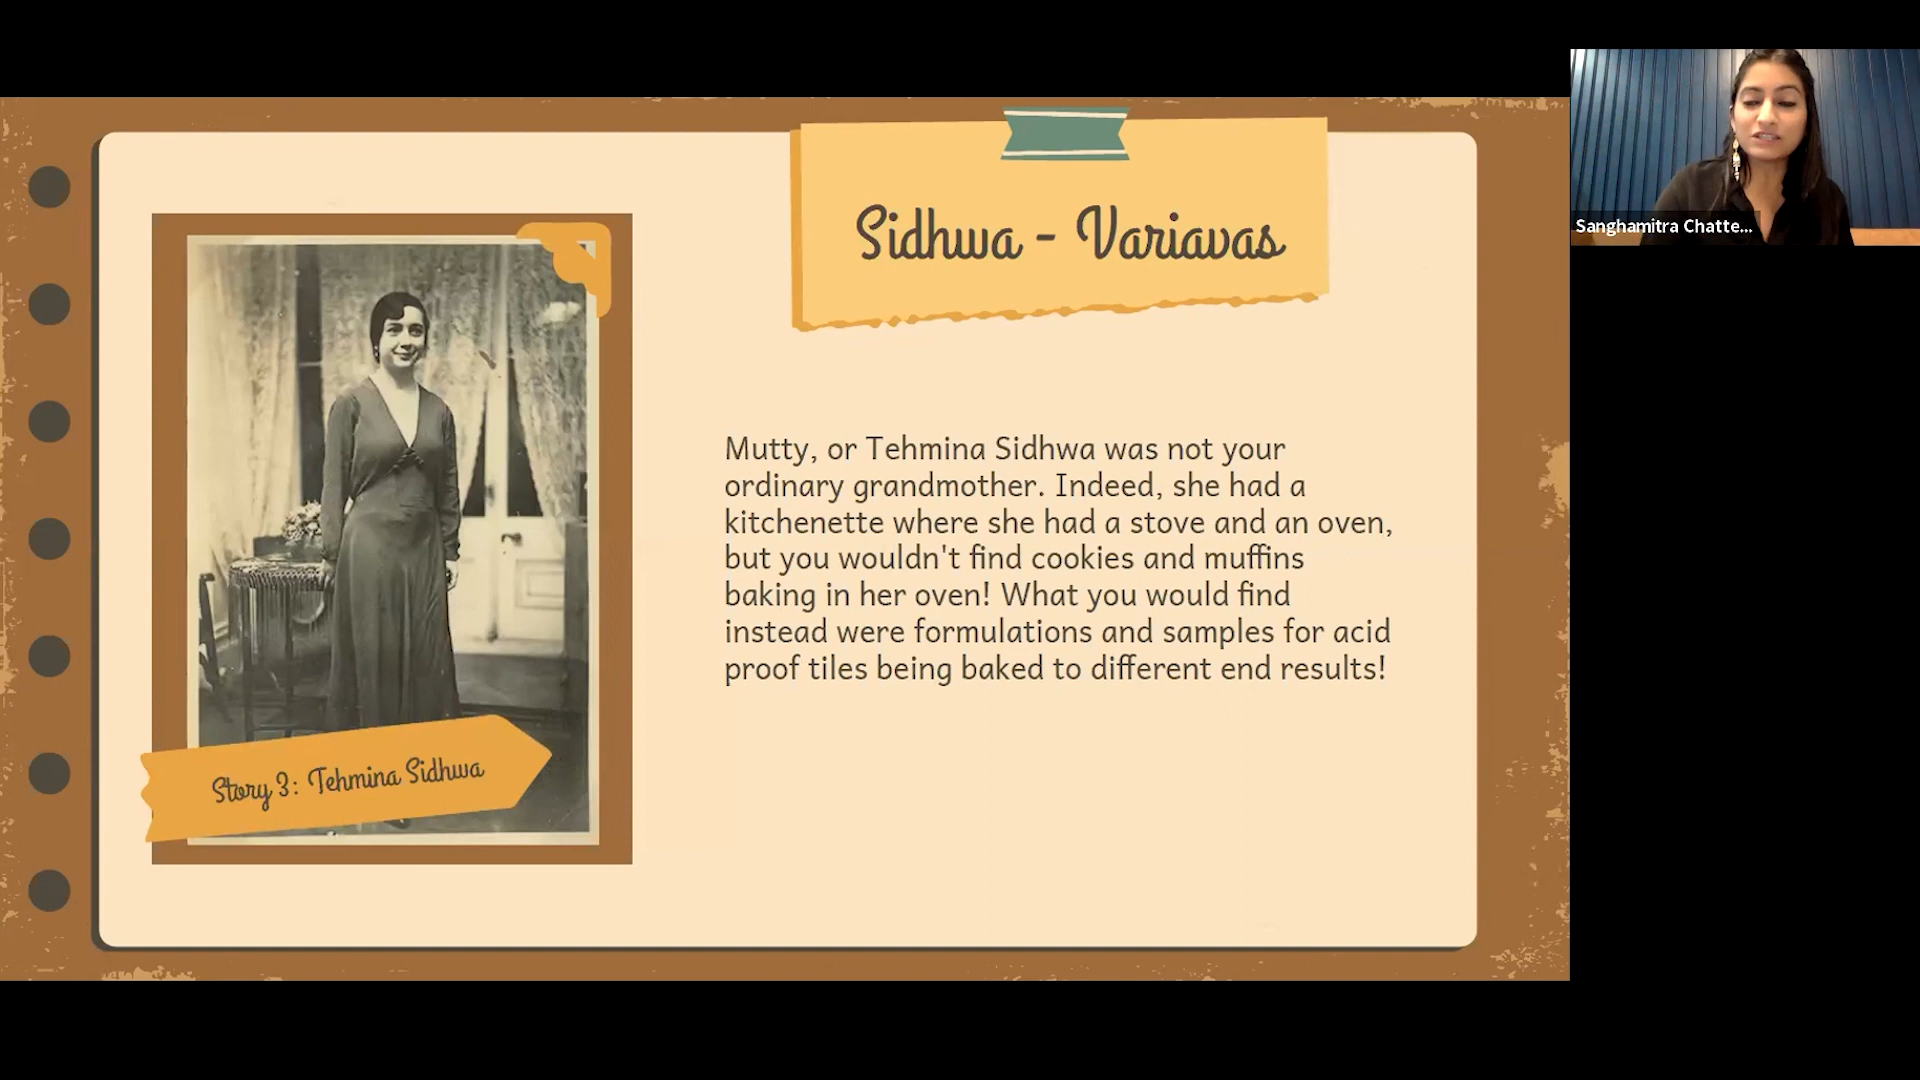 Sidhwa - Variavas
Mutty, or Tehmina Sidhwa was not your
ordinary grandmother. Indeed, she had a
kitchenette where she had a stove and an oven,
but you wouldn't find cookies and muffins
baking in her oven! What you would find
instead were formulations and samples for acid
proof tiles being baked to different end results!
Story 3: Tehmina Sidhwa
Sanghamitra Chatte...